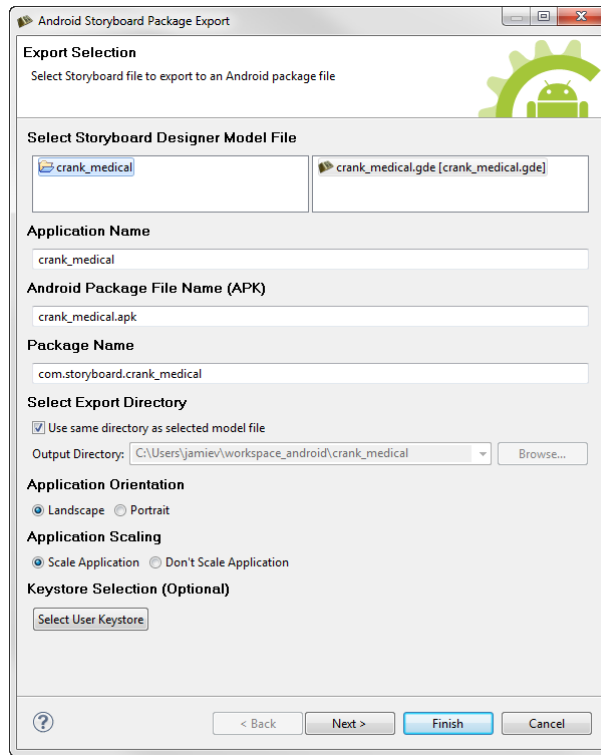 Android Storyboard Package Export
Export Selection
Select Storyboard file to export to an Android package file
Select Storyboard Designer Model File
crank_medical
crank_medical.gde [crank_medical.gde]
Application Name
crank_medical
Android Package File Name (APK)
crank_medical.apk
Package Name
com.storyboard.crank_medical
Select Export Directory
Use same directory as selected model file
Output Directory: C:\Users\jamiev\workspace_android\crank_medical Browse...
Application Orientation
Landscape Portrait
Application Scaling
Scale Application Don't Scale Application
Keystore Selection (Optional)
Select User Keystore
? < Back Next > Finish Cancel